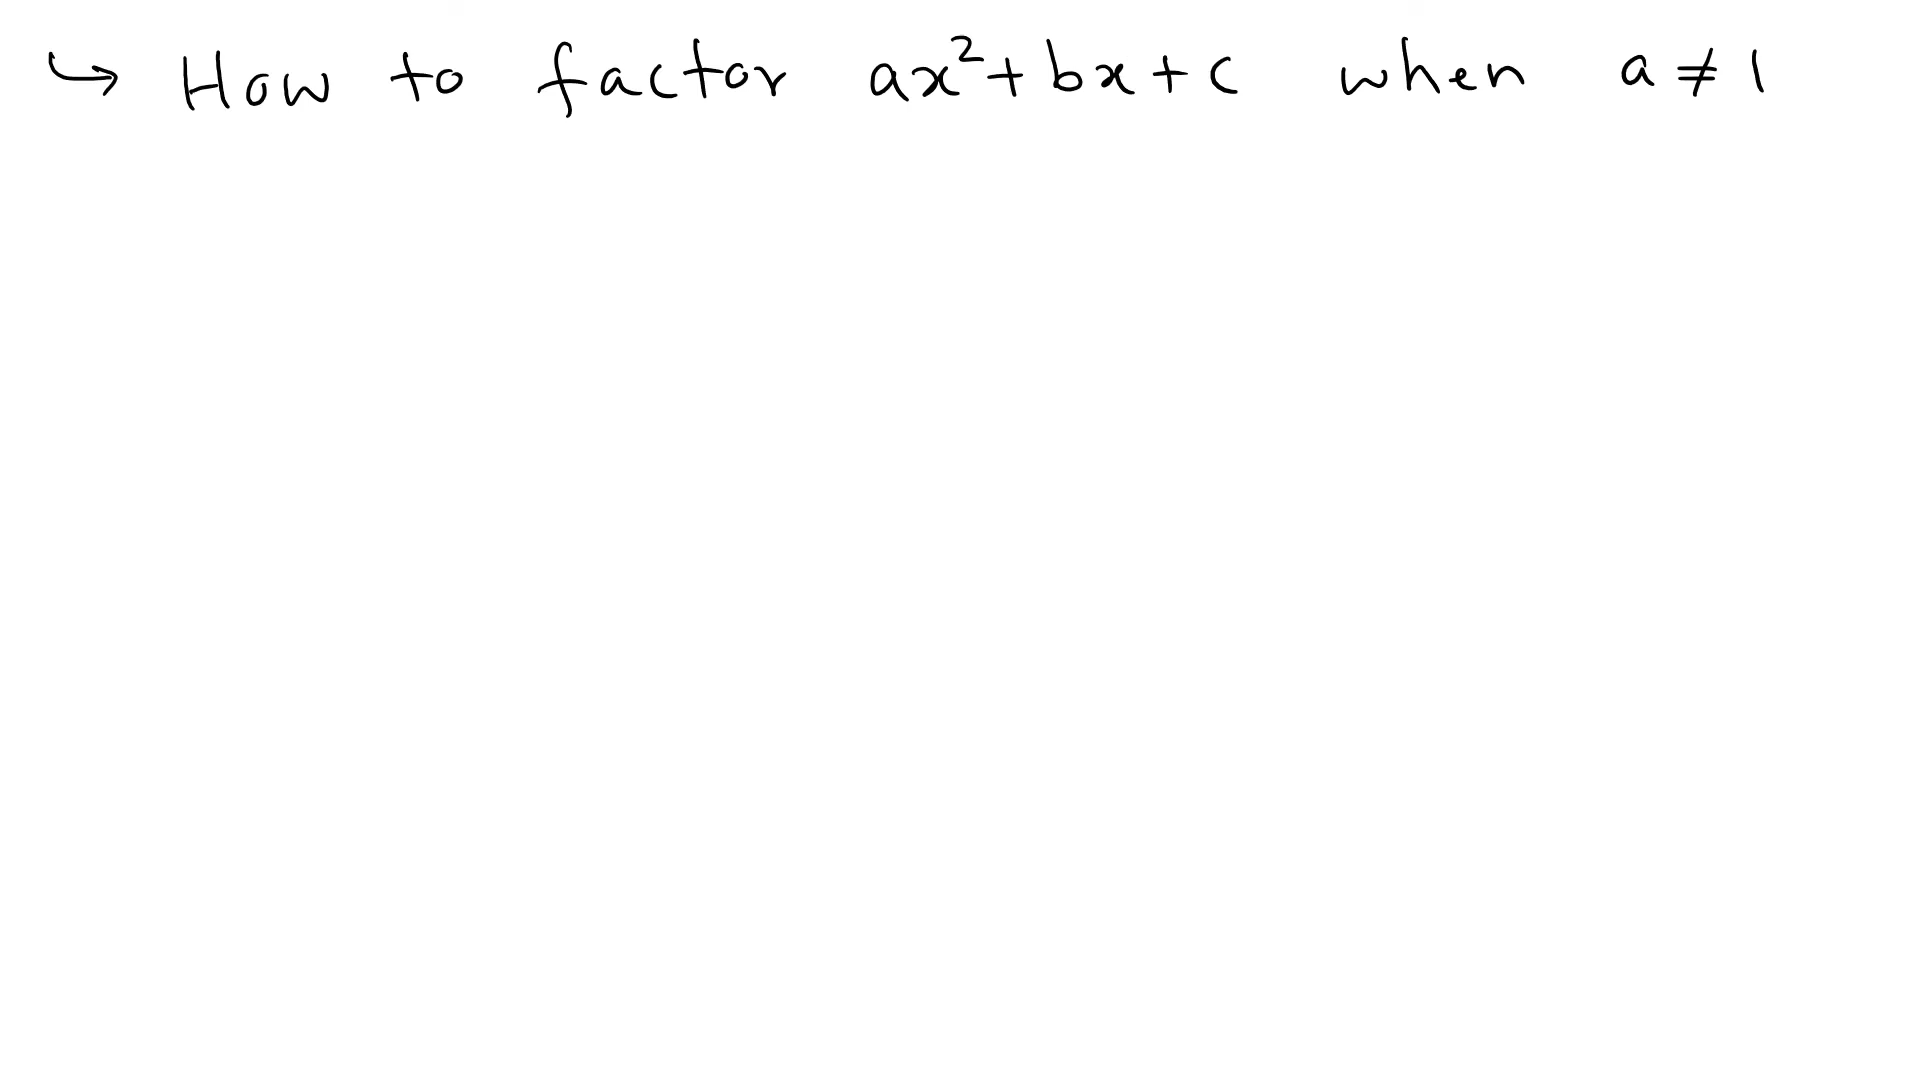 ↪ How to factor ax²+bx+c when a≠1